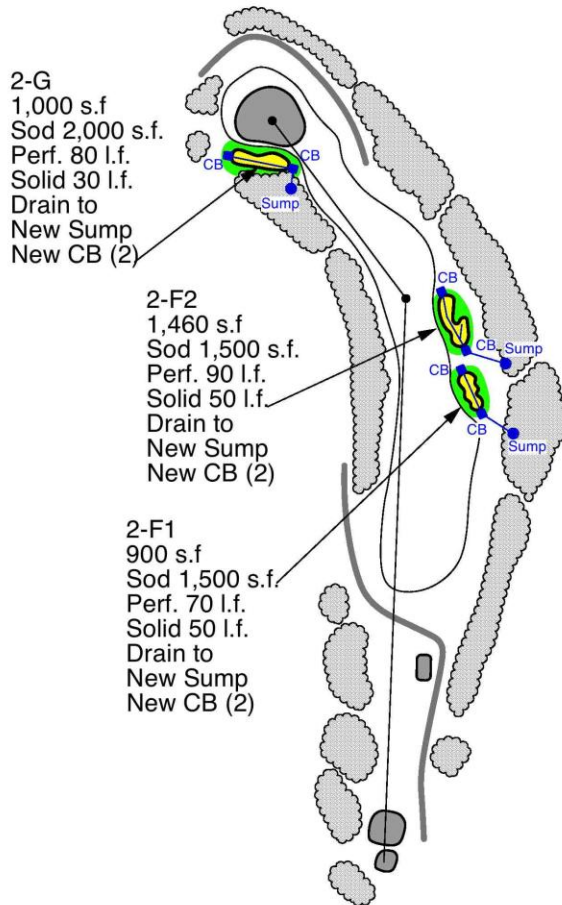 2-G
1,000 s.f
Sod 2,000 s.f.
Perf. 80 l.f.
Solid 30 l.f.
Drain to
New Sump
New CB (2)
CB
CB
Sump
2-F2
1,460 s.f
Sod 1,500 s.f.
Perf. 90 l.f.
Solid 50 l.f.
Drain to
New Sump
New CB (2)
CB
CB
Sump
CB
CB
Sump
2-F1
900 s.f
Sod 1,500 s.f.
Perf. 70 l.f.
Solid 50 l.f.
Drain to
New Sump
New CB (2)